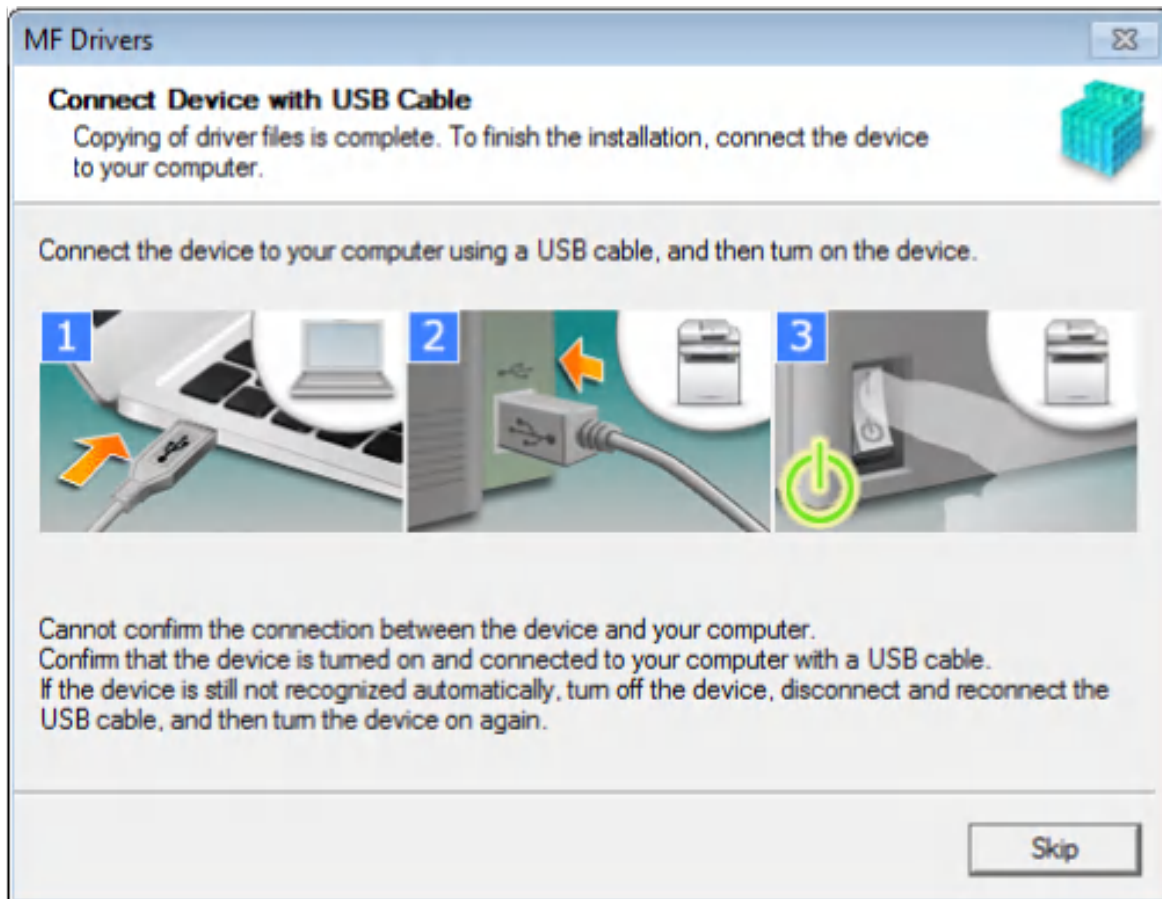 MF Drivers
Connect Device with USB Cable
Copying of driver files is complete. To finish the installation, connect the device
to your computer.
Connect the device to your computer using a USB cable, and then turn on the device.
1
2
3
Cannot confirm the connection between the device and your computer.
Confirm that the device is turned on and connected to your computer with a USB cable.
If the device is still not recognized automatically, turn off the device, disconnect and reconnect the
USB cable, and then turn the device on again.
Skip